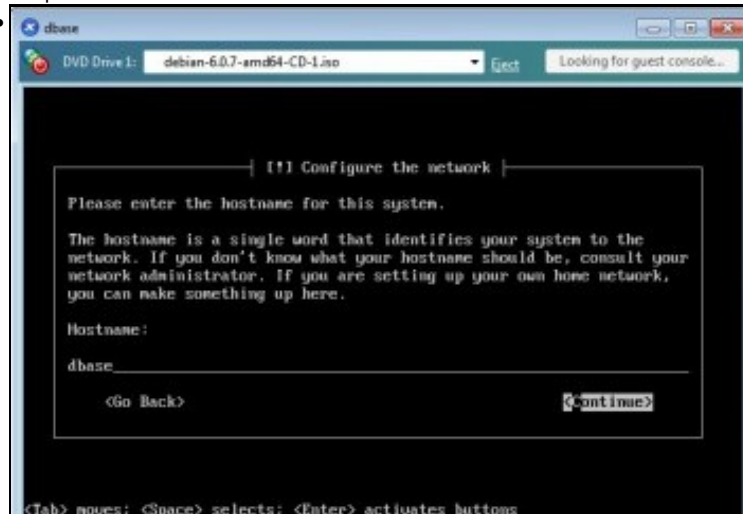 dbase
DVD Drive 1: debian-6.0.7-amd64-CD-1.iso Eject Looking for guest console...
[!] Configure the network
Please enter the hostname for this system.
The hostname is a single word that identifies your system to the
network. If you don't know what your hostname should be, consult your
network administrator. If you are setting up your own home network,
you can make something up here.
Hostname:
dbase
<Go Back> <Continue>
<Tab> moves; <Space> selects; <Enter> activates buttons